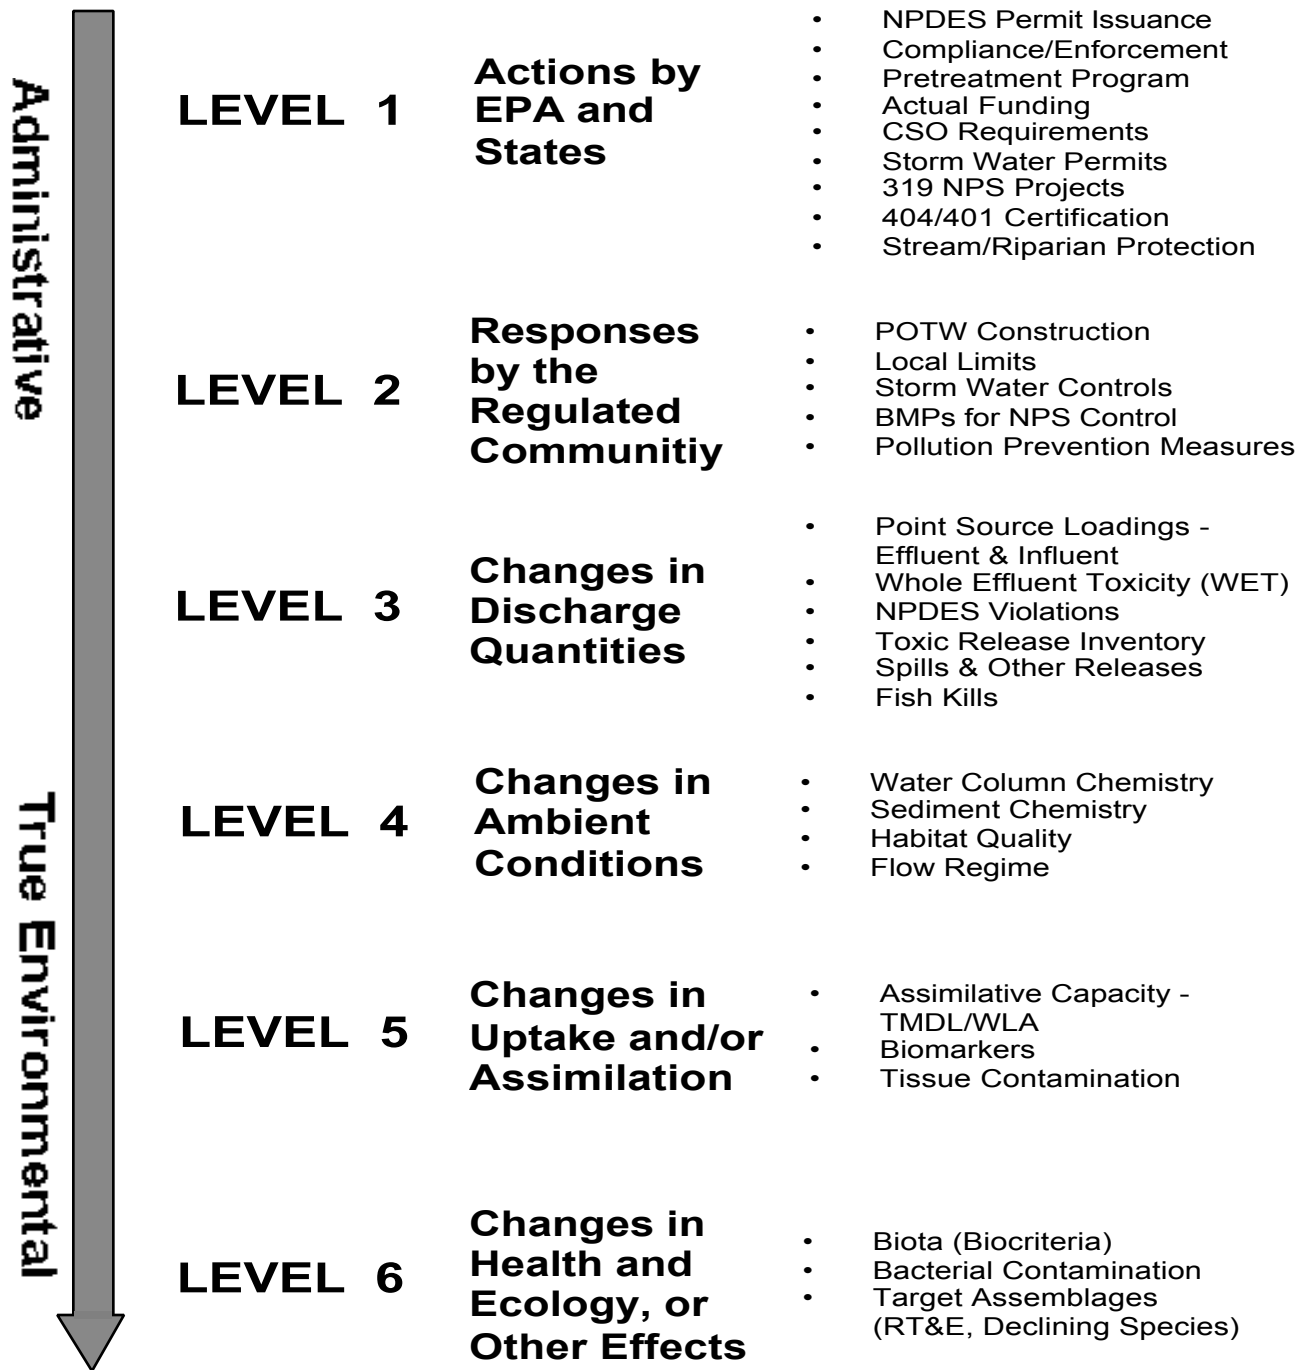 Administrative
True Environmental
LEVEL 1
Actions by
EPA and
States
• NPDES Permit Issuance
• Compliance/Enforcement
• Pretreatment Program
• Actual Funding
• CSO Requirements
• Storm Water Permits
• 319 NPS Projects
• 404/401 Certification
• Stream/Riparian Protection
LEVEL 2
Responses
by the
Regulated
Communitiy
• POTW Construction
• Local Limits
• Storm Water Controls
• BMPs for NPS Control
• Pollution Prevention Measures
LEVEL 3
Changes in
Discharge
Quantities
• Point Source Loadings -
Effluent & Influent
• Whole Effluent Toxicity (WET)
• NPDES Violations
• Toxic Release Inventory
• Spills & Other Releases
• Fish Kills
LEVEL 4
Changes in
Ambient
Conditions
• Water Column Chemistry
• Sediment Chemistry
• Habitat Quality
• Flow Regime
LEVEL 5
Changes in
Uptake and/or
Assimilation
• Assimilative Capacity -
TMDL/WLA
• Biomarkers
• Tissue Contamination
LEVEL 6
Changes in
Health and
Ecology, or
Other Effects
• Biota (Biocriteria)
• Bacterial Contamination
• Target Assemblages
(RT&E, Declining Species)